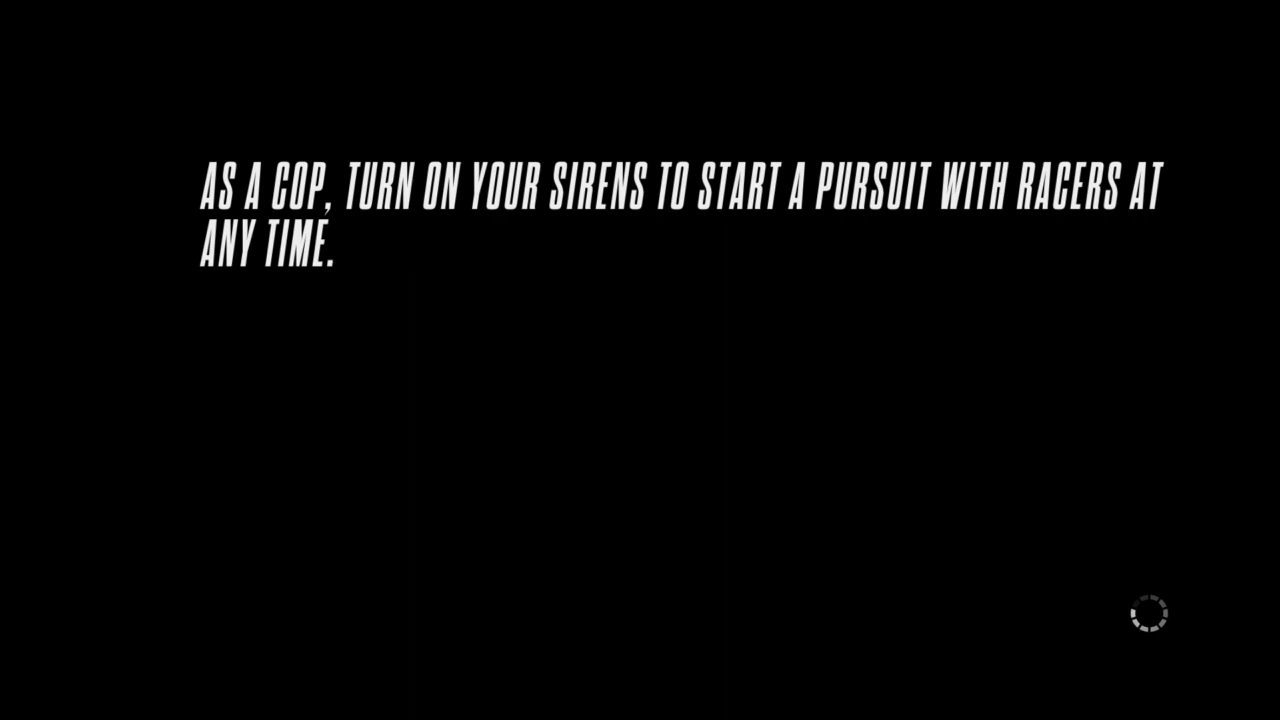 AS A COP, TURN ON YOUR SIRENS TO START A PURSUIT WITH RACERS AT
ANY TIME.